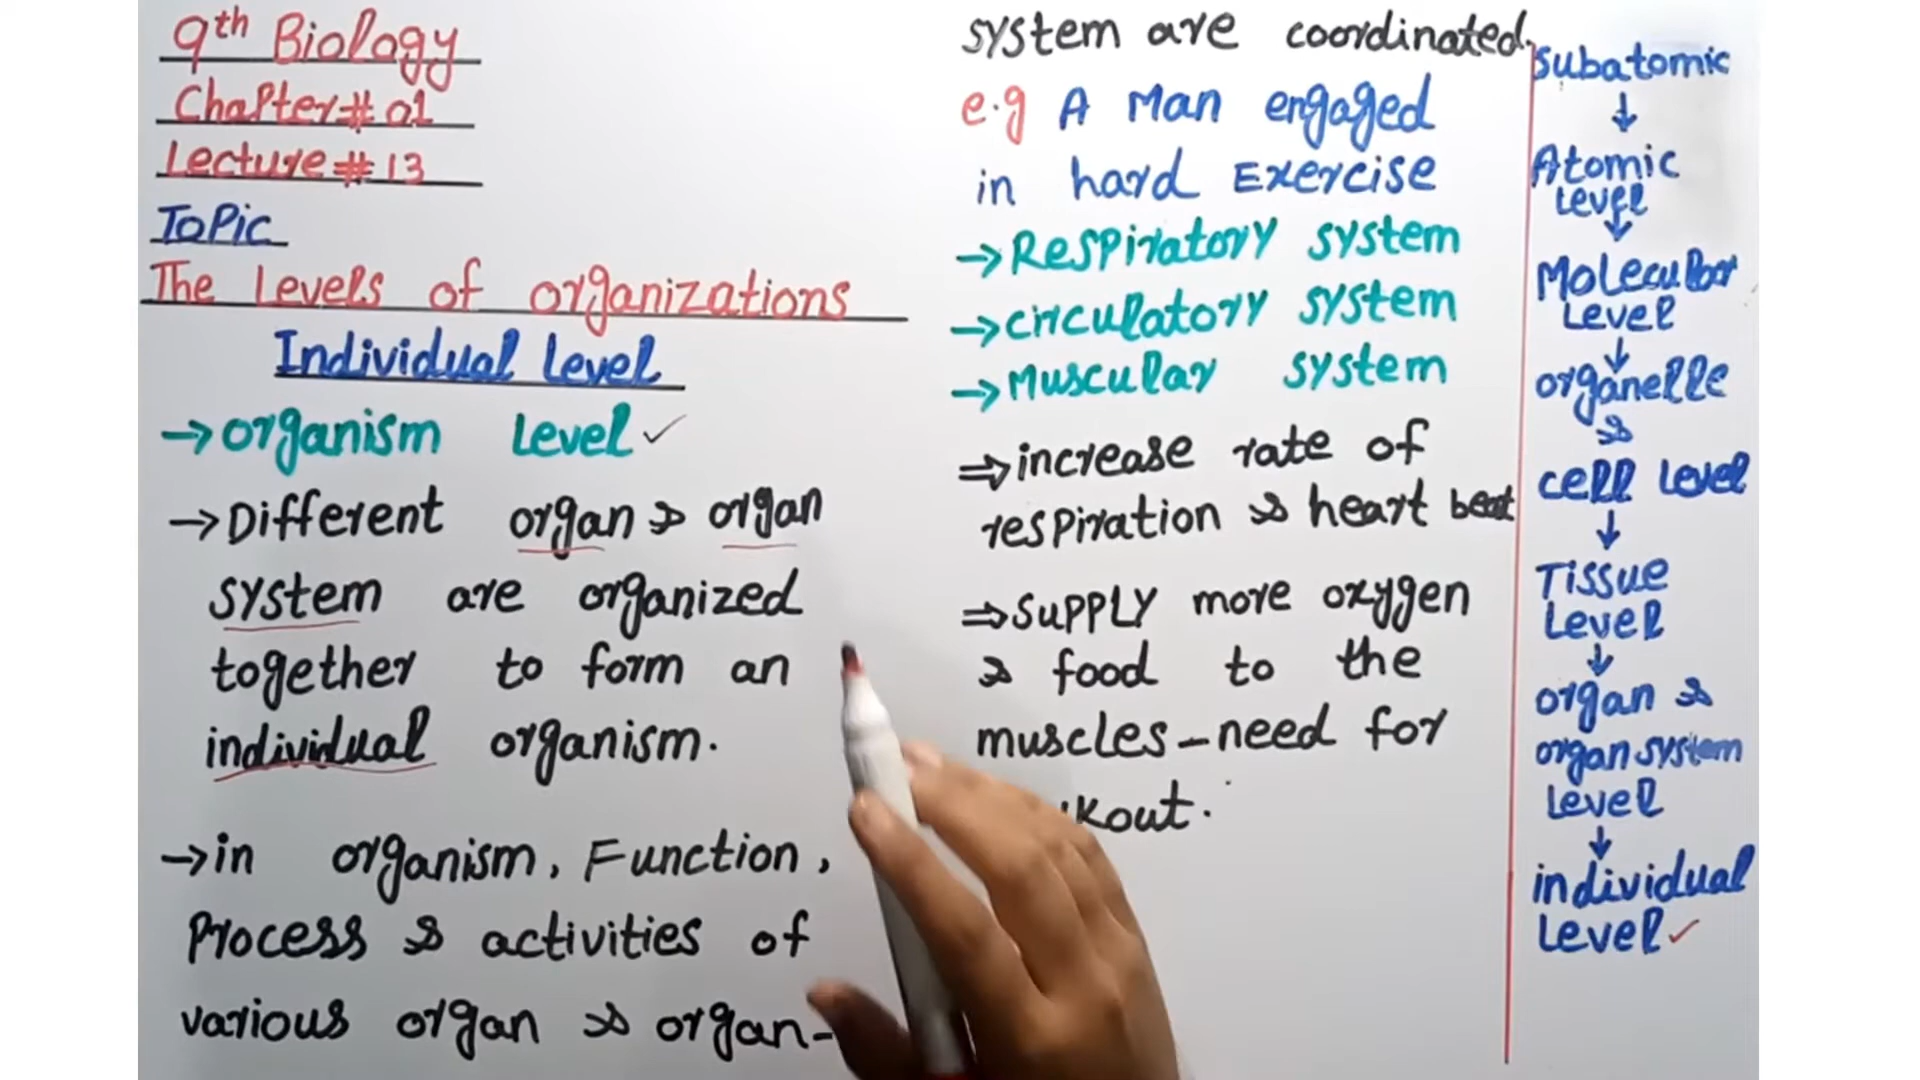 9th Biology
Chapter# 01
Lecture# 13
Topic
The Levels of organizations
Individual Level
→ organism Level ✓
→ Different organ & organ
system are organized
together to form an
individual organism.
→ in organism, Function,
Process & activities of
various organ & organ-
system are coordinated.
e.g A Man engaged
in hard Exercise
→ Respiratory system
→ circulatory system
→ Muscular system
⇒ increase rate of
respiration & heart beat
⇒ supply more oxygen
& food to the
muscles - need for
kout.
subatomic
↓
Atomic
Level
↓
Molecular
Level
↓
organelle
&
cell Level
↓
Tissue
Level
↓
organ &
organ system
Level
↓
individual
Level ✓